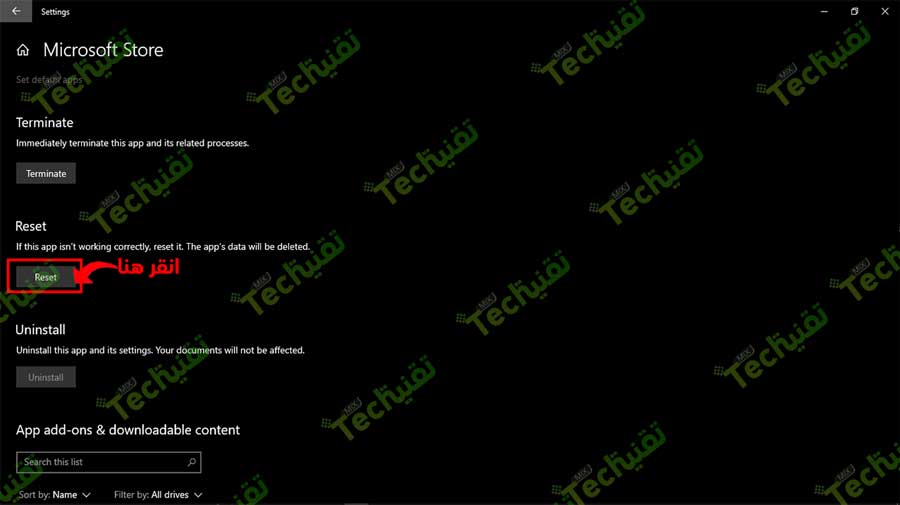 Settings
Microsoft Store
Set default apps
Terminate
Immediately terminate this app and its related processes.
Terminate
Reset
If this app isn't working correctly, reset it. The app's data will be deleted.
Reset
انقر هنا
Uninstall
Uninstall this app and its settings. Your documents will not be affected.
Uninstall
App add-ons & downloadable content
Search this list
Sort by: Name
Filter by: All drives
تقنية Tech MIX